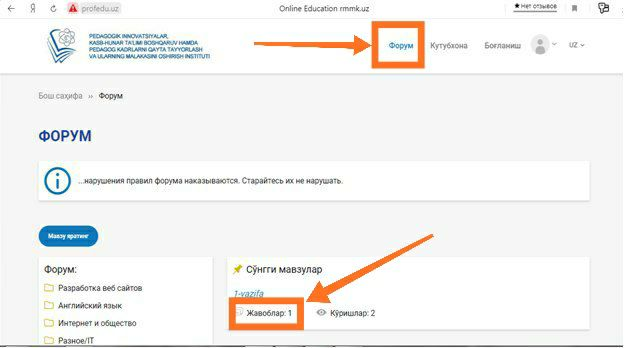 profedu.uz
Online Education rmmk.uz
Нет отзывов
PEDAGOGIK INNOVATSIYALAR,
KASB-HUNAR TA'LIMI BOSHQARUV HAMDA
PEDAGOG KADRLARNI QAYTA TAYYORLASH
VA ULARNING MALAKASINI OSHIRISH INSTITUTI
Форум
Кутубхона
Боғланиш
UZ
Бош саҳифа ›› Форум
ФОРУМ
...нарушения правил форума наказываются. Старайтесь их не нарушать.
Мавзу яратинг
Форум:
Разработка веб сайтов
Английский язык
Интернет и общество
Разное/IT
Сўнгги мавзулар
1-vazifa
Жавоблар: 1
Кўришлар: 2